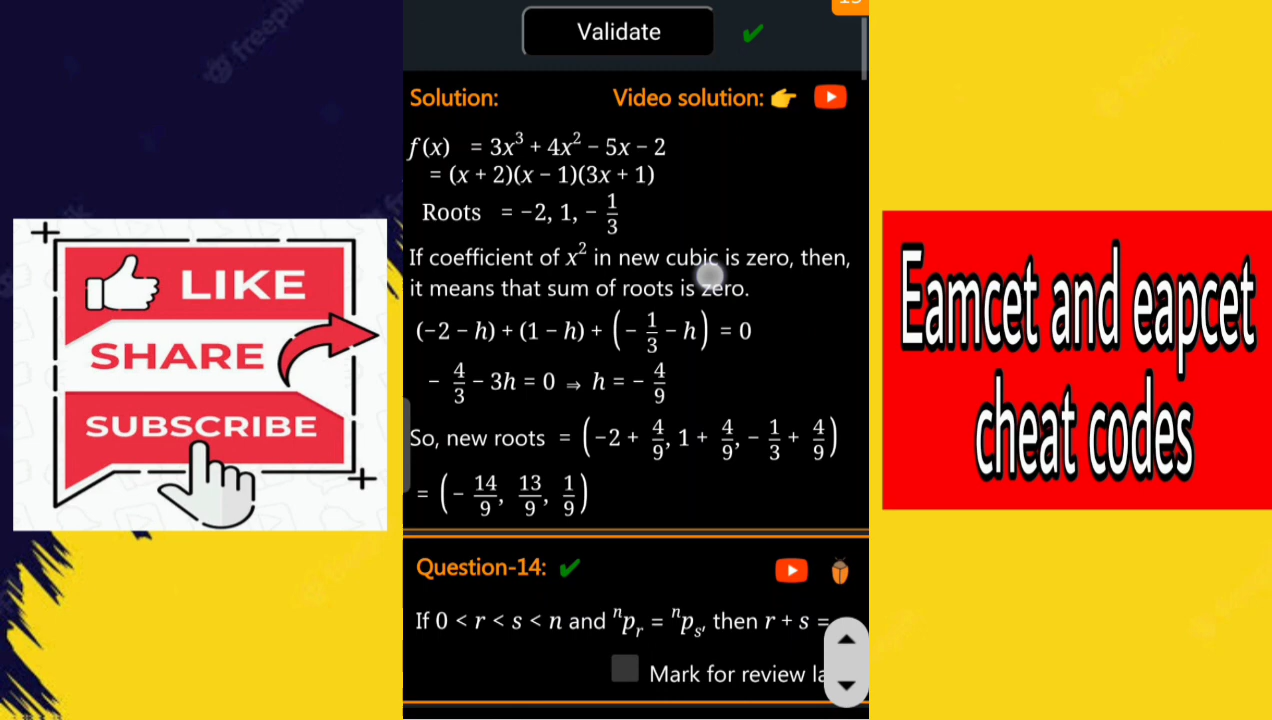 Validate ✔
Solution:
Video solution: 👉
f(x) = 3x³ + 4x² − 5x − 2
= (x + 2)(x − 1)(3x + 1)
Roots = −2, 1, − 1/3
If coefficient of x² in new cubic is zero, then,
it means that sum of roots is zero.
(−2 − h) + (1 − h) + (− 1/3 − h) = 0
− 4/3 − 3h = 0 ⇒ h = − 4/9
So, new roots = (−2 + 4/9, 1 + 4/9, − 1/3 + 4/9)
= (− 14/9, 13/9, 1/9)
Question-14: ✔
If 0 < r < s < n and ⁿpᵣ = ⁿpₛ, then r + s =
Mark for review
LIKE
SHARE
SUBSCRIBE
Eamcet and eapcet
cheat codes